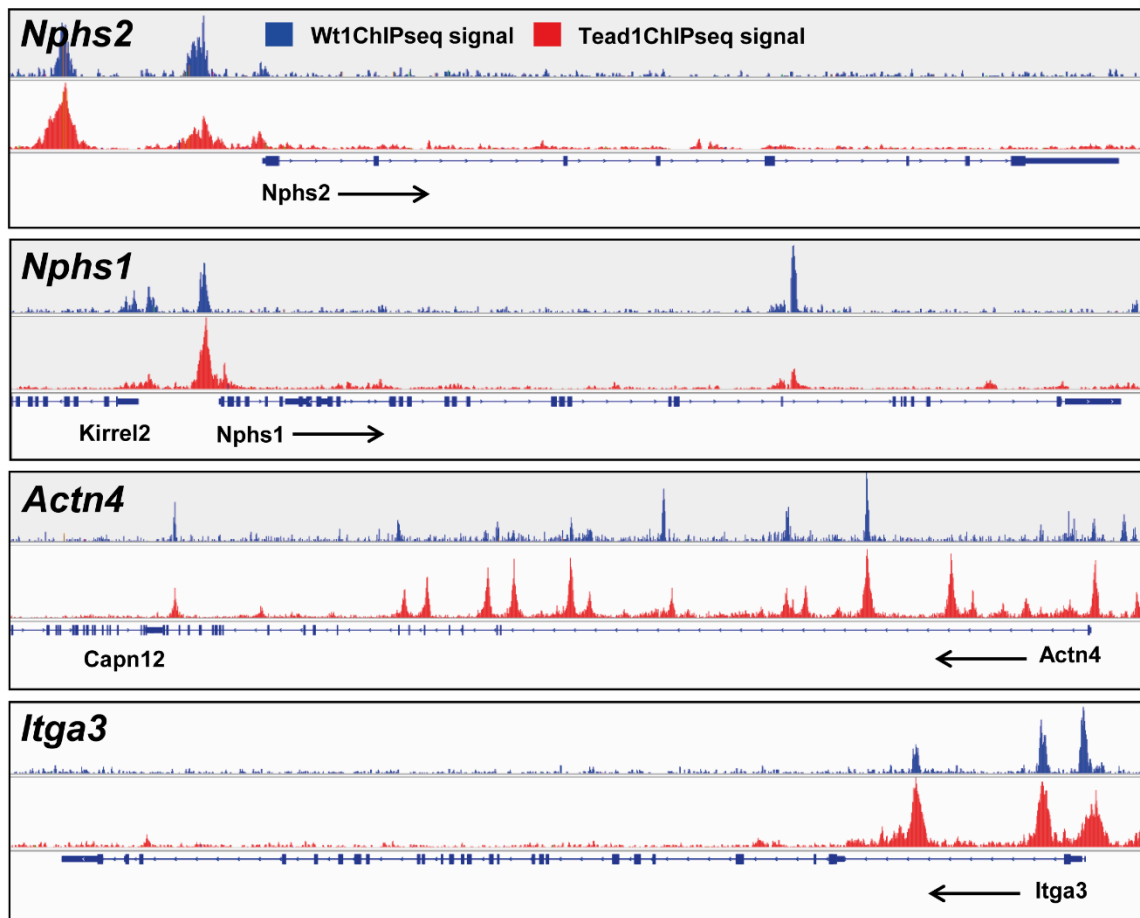 Nphs2
Wt1ChIPseq signal Tead1ChIPseq signal
Nphs2
Nphs1
Kirrel2 Nphs1
Actn4
Capn12 Actn4
Itga3
Itga3